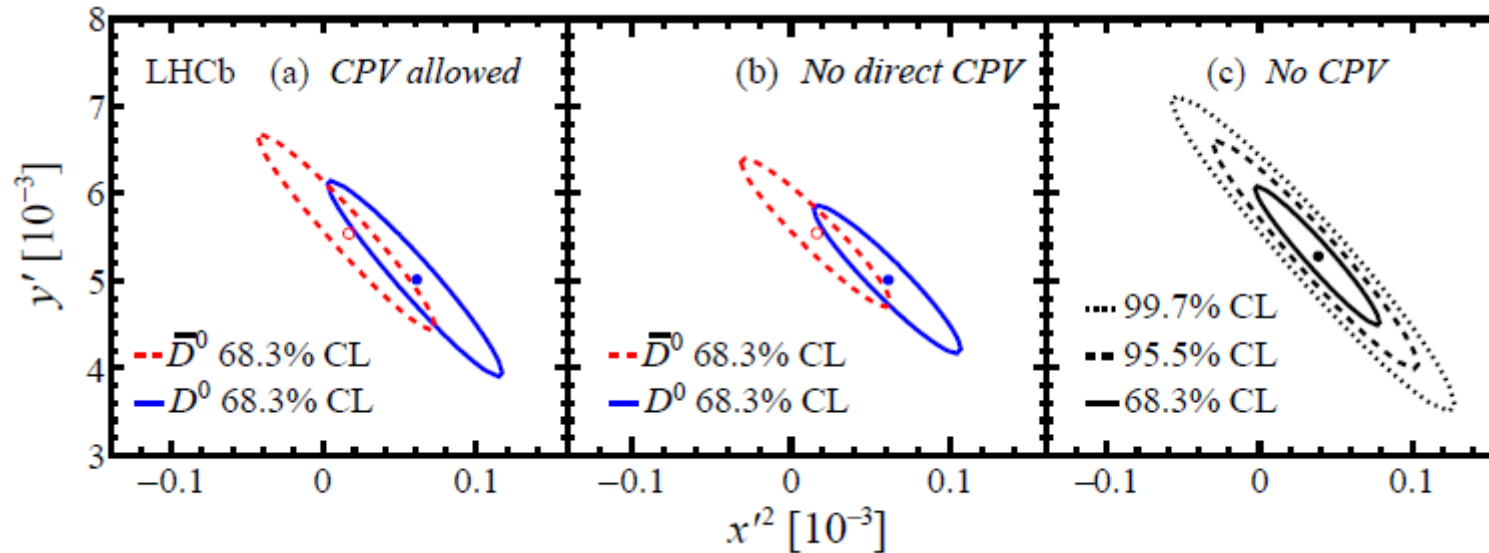 LHCb (a) CPV allowed
(b) No direct CPV
(c) No CPV
y′ [10⁻³]
8
7
6
5
4
3
D̅⁰ 68.3% CL
D⁰ 68.3% CL
D̅⁰ 68.3% CL
D⁰ 68.3% CL
99.7% CL
95.5% CL
68.3% CL
−0.1 0 0.1 −0.1 0 0.1 −0.1 0 0.1
x′² [10⁻³]